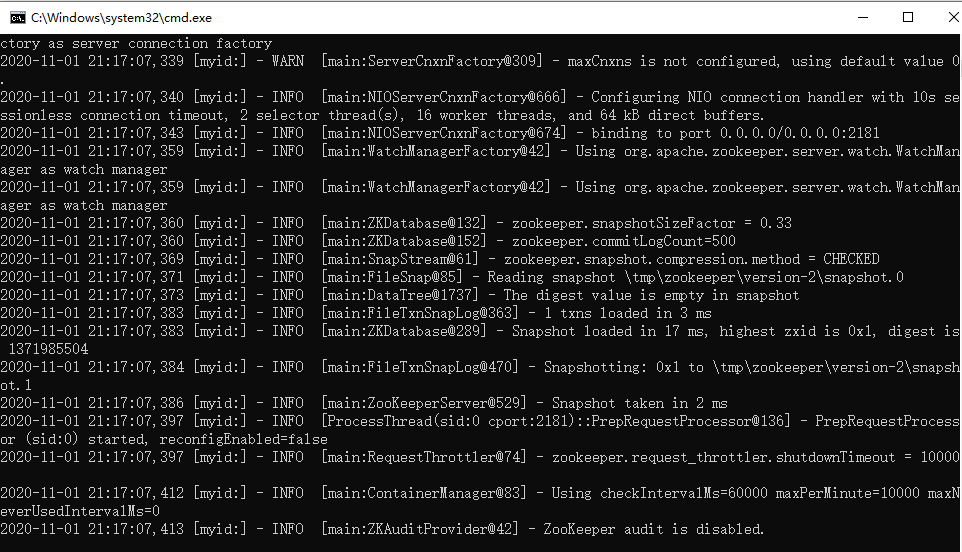 C:\Windows\system32\cmd.exe
ctory as server connection factory
2020-11-01 21:17:07,339 [myid:] - WARN  [main:ServerCnxnFactory@309] - maxCnxns is not configured, using default value 0
.
2020-11-01 21:17:07,340 [myid:] - INFO  [main:NIOServerCnxnFactory@666] - Configuring NIO connection handler with 10s se
ssionless connection timeout, 2 selector thread(s), 16 worker threads, and 64 kB direct buffers.
2020-11-01 21:17:07,343 [myid:] - INFO  [main:NIOServerCnxnFactory@674] - binding to port 0.0.0.0/0.0.0.0:2181
2020-11-01 21:17:07,359 [myid:] - INFO  [main:WatchManagerFactory@42] - Using org.apache.zookeeper.server.watch.WatchMan
ager as watch manager
2020-11-01 21:17:07,359 [myid:] - INFO  [main:WatchManagerFactory@42] - Using org.apache.zookeeper.server.watch.WatchMan
ager as watch manager
2020-11-01 21:17:07,360 [myid:] - INFO  [main:ZKDatabase@132] - zookeeper.snapshotSizeFactor = 0.33
2020-11-01 21:17:07,360 [myid:] - INFO  [main:ZKDatabase@152] - zookeeper.commitLogCount=500
2020-11-01 21:17:07,369 [myid:] - INFO  [main:SnapStream@61] - zookeeper.snapshot.compression.method = CHECKED
2020-11-01 21:17:07,371 [myid:] - INFO  [main:FileSnap@85] - Reading snapshot \tmp\zookeeper\version-2\snapshot.0
2020-11-01 21:17:07,373 [myid:] - INFO  [main:DataTree@1737] - The digest value is empty in snapshot
2020-11-01 21:17:07,383 [myid:] - INFO  [main:FileTxnSnapLog@363] - 1 txns loaded in 3 ms
2020-11-01 21:17:07,383 [myid:] - INFO  [main:ZKDatabase@289] - Snapshot loaded in 17 ms, highest zxid is 0x1, digest is
 1371985504
2020-11-01 21:17:07,384 [myid:] - INFO  [main:FileTxnSnapLog@470] - Snapshotting: 0x1 to \tmp\zookeeper\version-2\snapsh
ot.1
2020-11-01 21:17:07,386 [myid:] - INFO  [main:ZooKeeperServer@529] - Snapshot taken in 2 ms
2020-11-01 21:17:07,397 [myid:] - INFO  [ProcessThread(sid:0 cport:2181)::PrepRequestProcessor@136] - PrepRequestProcess
or (sid:0) started, reconfigEnabled=false
2020-11-01 21:17:07,397 [myid:] - INFO  [main:RequestThrottler@74] - zookeeper.request_throttler.shutdownTimeout = 10000
2020-11-01 21:17:07,412 [myid:] - INFO  [main:ContainerManager@83] - Using checkIntervalMs=60000 maxPerMinute=10000 maxN
everUsedIntervalMs=0
2020-11-01 21:17:07,413 [myid:] - INFO  [main:ZKAuditProvider@42] - ZooKeeper audit is disabled.